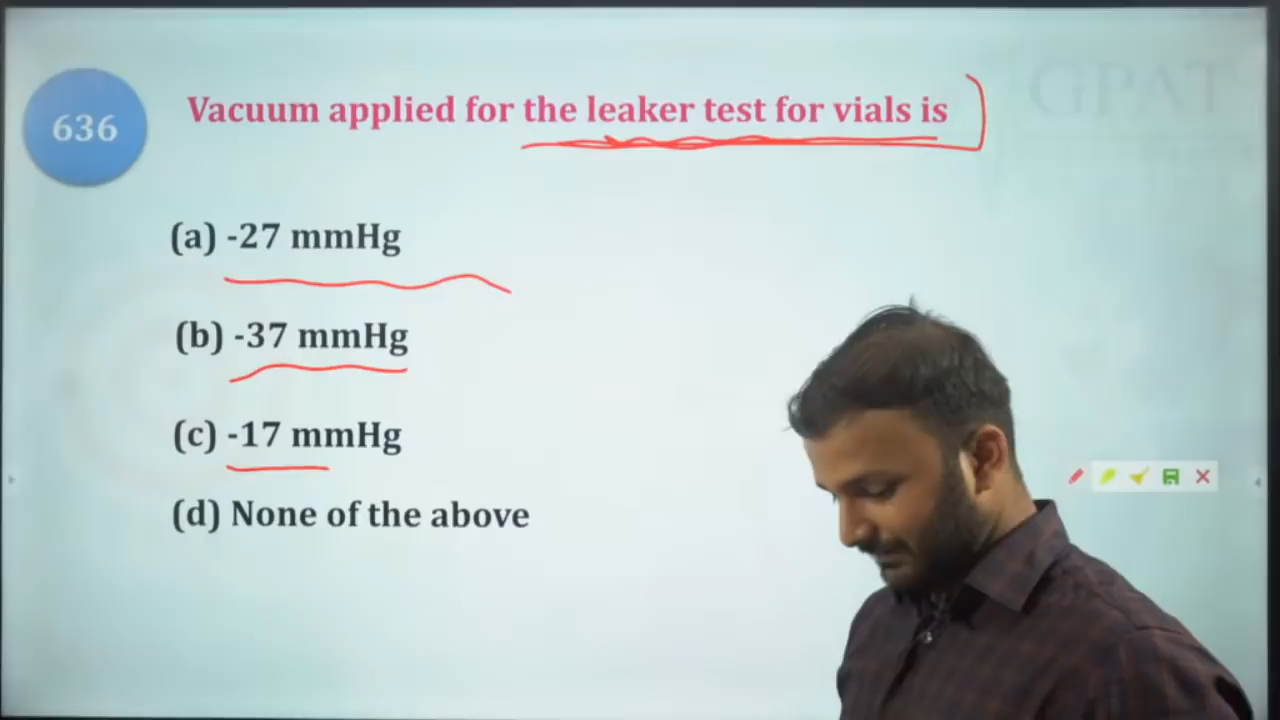 GPAT
636
Vacuum applied for the leaker test for vials is
(a) -27 mmHg
(b) -37 mmHg
(c) -17 mmHg
(d) None of the above